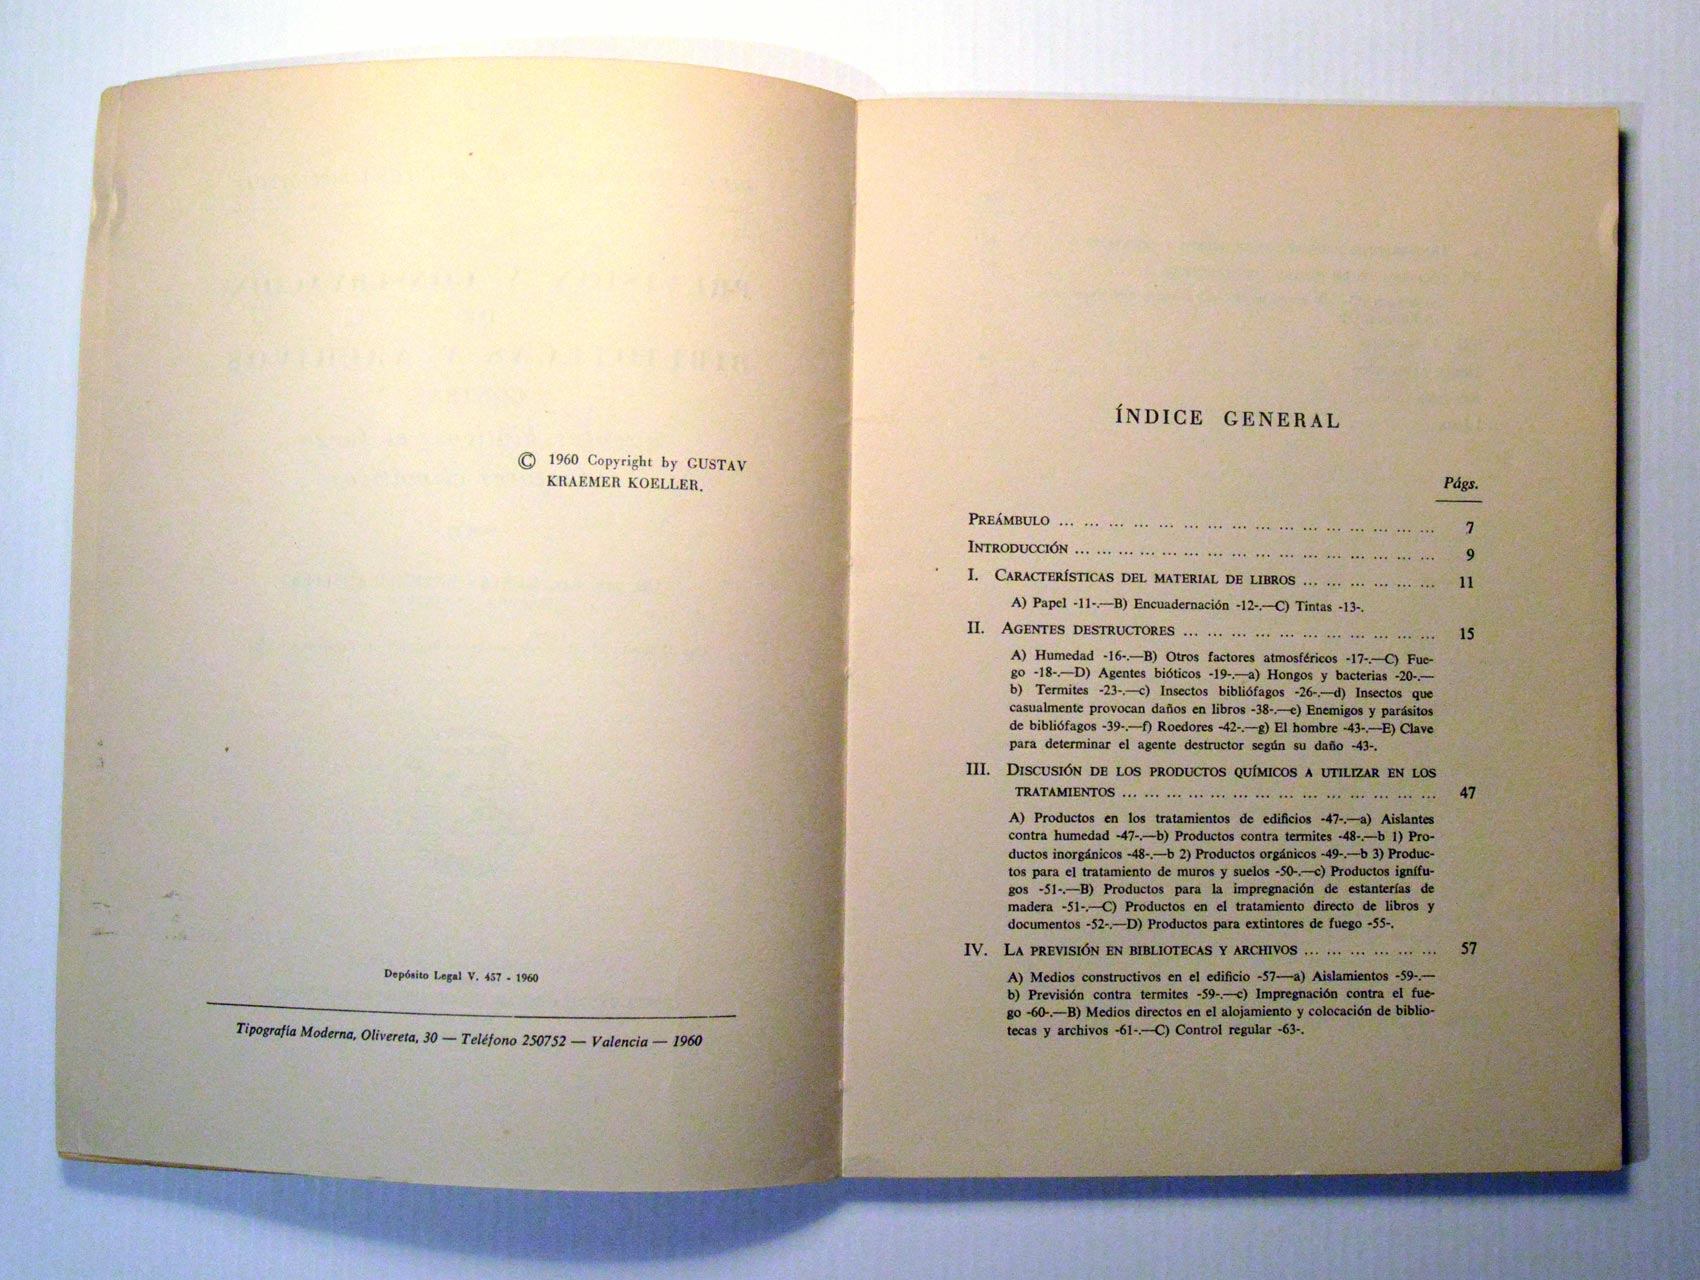 © 1960 Copyright by GUSTAV
KRAEMER KOELLER.
Depósito Legal V. 457 - 1960
Tipografía Moderna, Olivereta, 30 — Teléfono 250752 — Valencia — 1960
ÍNDICE GENERAL
Págs.
PREÁMBULO ... ... ... ... ... ... ... ... ... ... ... ... ... ... ... ... 7
INTRODUCCIÓN ... ... ... ... ... ... ... ... ... ... ... ... ... ... ... ... 9
I. CARACTERÍSTICAS DEL MATERIAL DE LIBROS ... ... ... ... ... ... 11
A) Papel -11-.—B) Encuadernación -12-.—C) Tintas -13-.
II. AGENTES DESTRUCTORES ... ... ... ... ... ... ... ... ... ... ... ... 15
A) Humedad -16-.—B) Otros factores atmosféricos -17-.—C) Fue-
go -18-.—D) Agentes bióticos -19-.—a) Hongos y bacterias -20-.—
b) Termites -23-.—c) Insectos bibliófagos -26-.—d) Insectos que
casualmente provocan daños en libros -38-.—e) Enemigos y parásitos
de bibliófagos -39-.—f) Roedores -42-.—g) El hombre -43-.—E) Clave
para determinar el agente destructor según su daño -43-.
III. DISCUSIÓN DE LOS PRODUCTOS QUÍMICOS A UTILIZAR EN LOS
TRATAMIENTOS ... ... ... ... ... ... ... ... ... ... ... ... ... ... ... 47
A) Productos en los tratamientos de edificios -47-.—a) Aislantes
contra humedad -47-.—b) Productos contra termites -48-.—b 1) Pro-
ductos inorgánicos -48-.—b 2) Productos orgánicos -49-.—b 3) Produc-
tos para el tratamiento de muros y suelos -50-.—c) Productos ignífu-
gos -51-.—B) Productos para la impregnación de estanterías de
madera -51-.—C) Productos en el tratamiento directo de libros y
documentos -52-.—D) Productos para extintores de fuego -55-.
IV. LA PREVISIÓN EN BIBLIOTECAS Y ARCHIVOS ... ... ... ... ... ... 57
A) Medios constructivos en el edificio -57—a) Aislamientos -59-.—
b) Previsión contra termites -59-.—c) Impregnación contra el fue-
go -60-.—B) Medios directos en el alojamiento y colocación de biblio-
tecas y archivos -61-.—C) Control regular -63-.